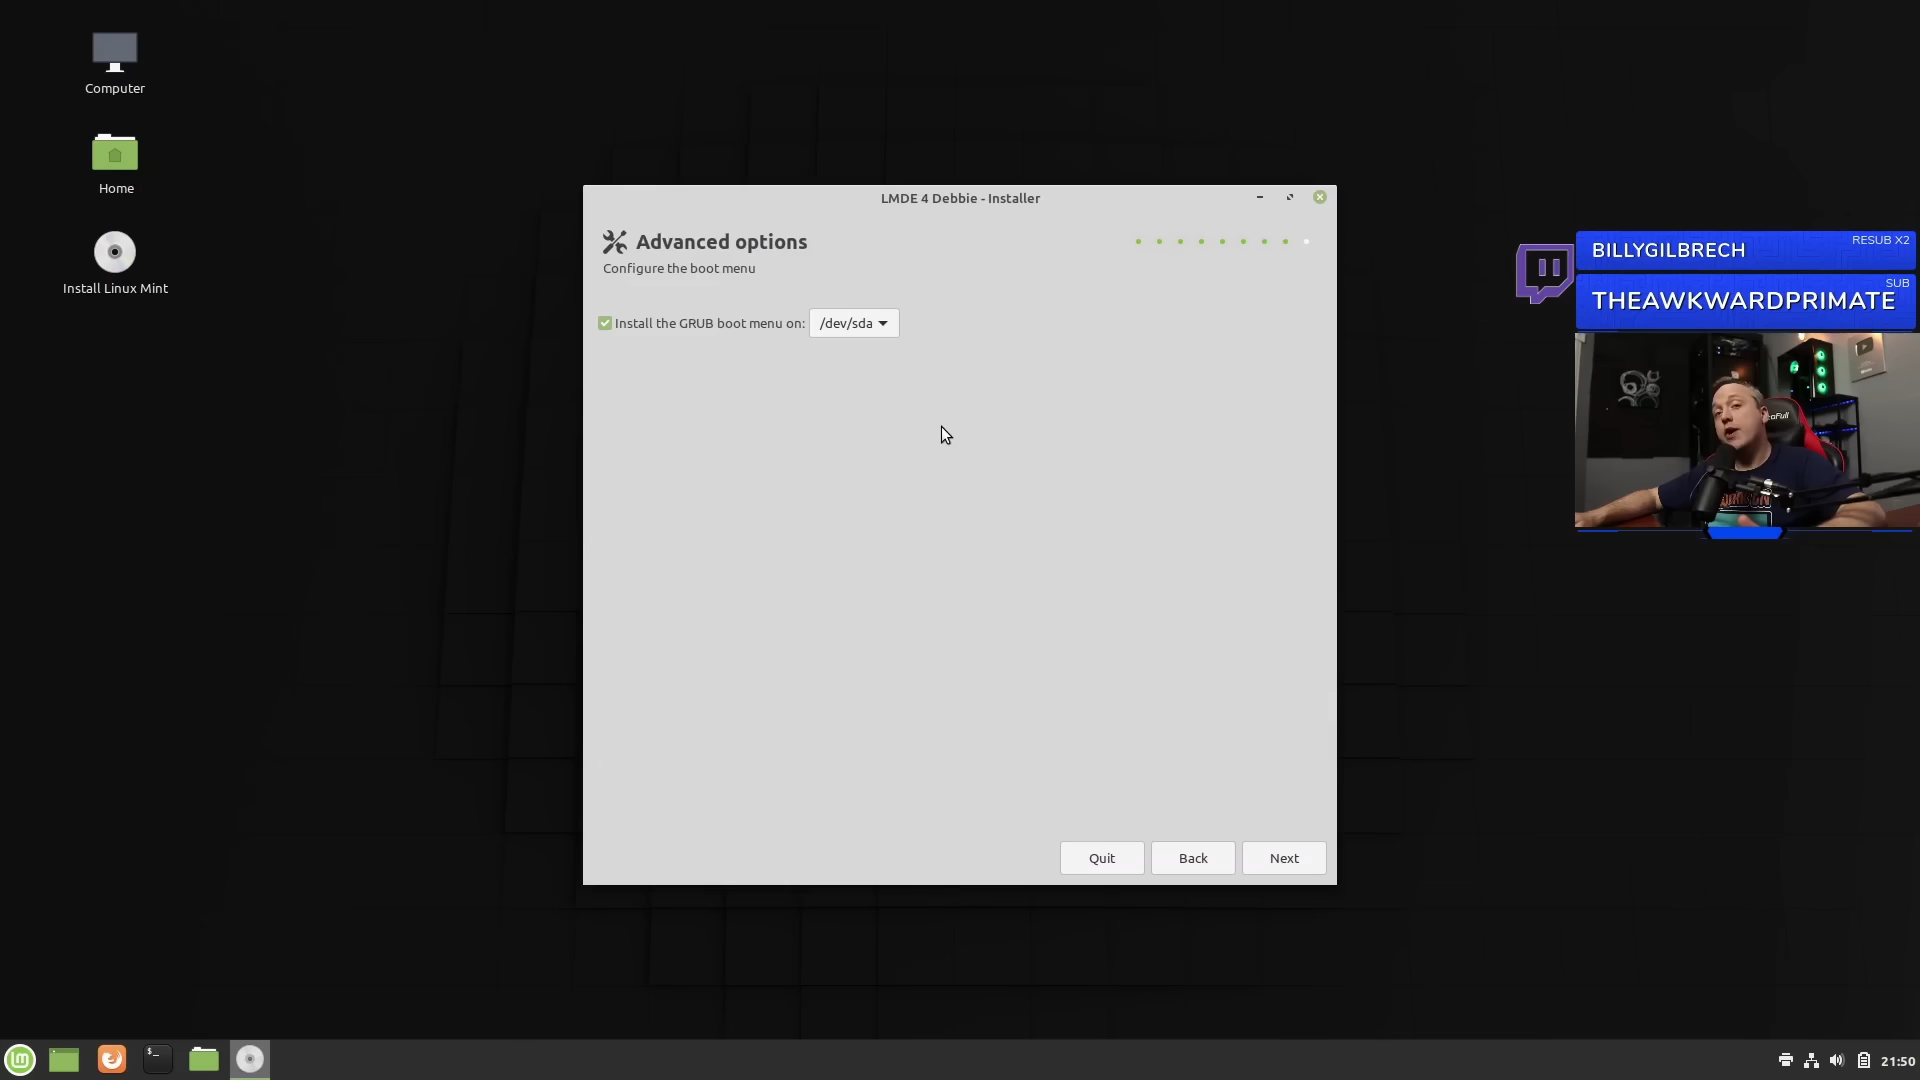 Computer
Home
Install Linux Mint
LMDE 4 Debbie - Installer
Advanced options
Configure the boot menu
Install the GRUB boot menu on: /dev/sda
Quit
Back
Next
RESUB X2
BILLYGILBRECH
SUB
THEAWKWARDPRIMATE
21:50